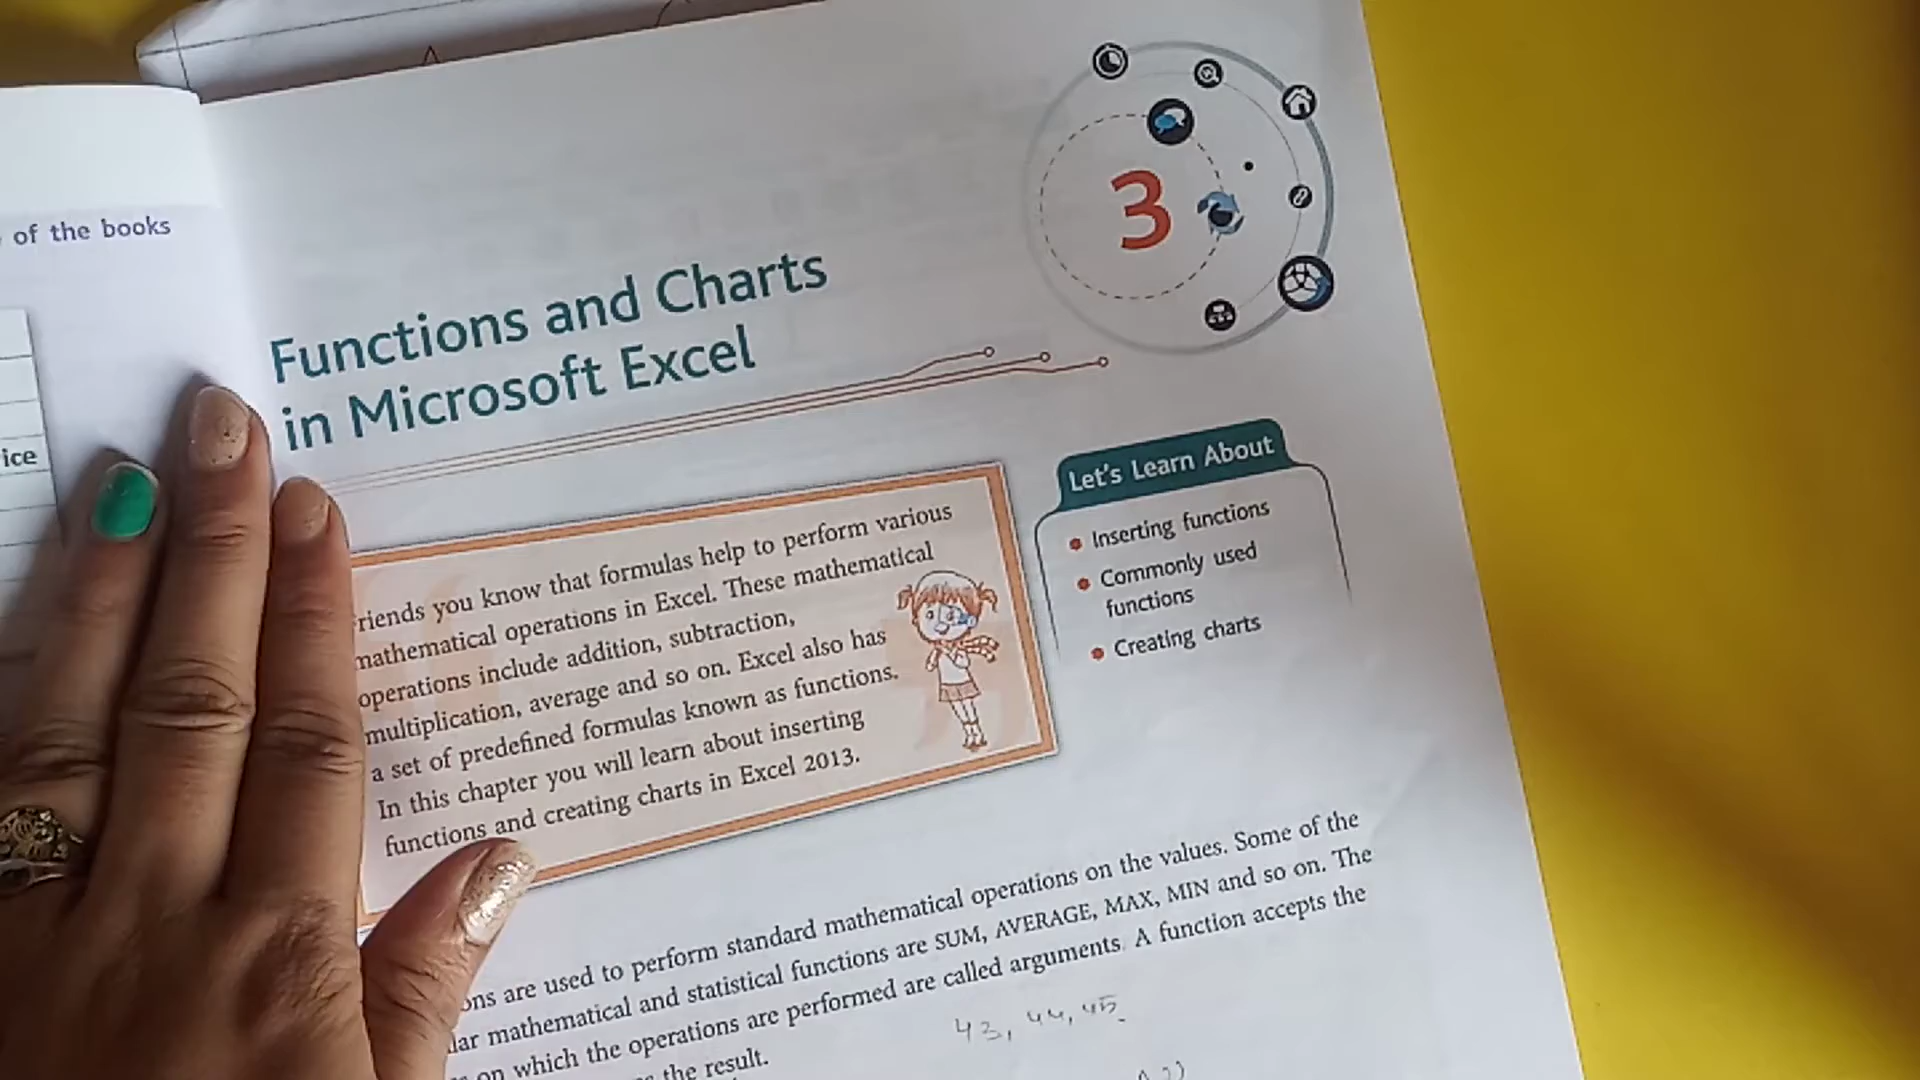 of the books
ice
3
Functions and Charts
in Microsoft Excel
riends you know that formulas help to perform various
mathematical operations in Excel. These mathematical
operations include addition, subtraction,
multiplication, average and so on. Excel also has
a set of predefined formulas known as functions.
In this chapter you will learn about inserting
functions and creating charts in Excel 2013.
Let's Learn About
Inserting functions
Commonly used
functions
Creating charts
ons are used to perform standard mathematical operations on the values. Some of the
lar mathematical and statistical functions are SUM, AVERAGE, MAX, MIN and so on. The
on which the operations are performed are called arguments. A function accepts the
the result.
43, 44, 45